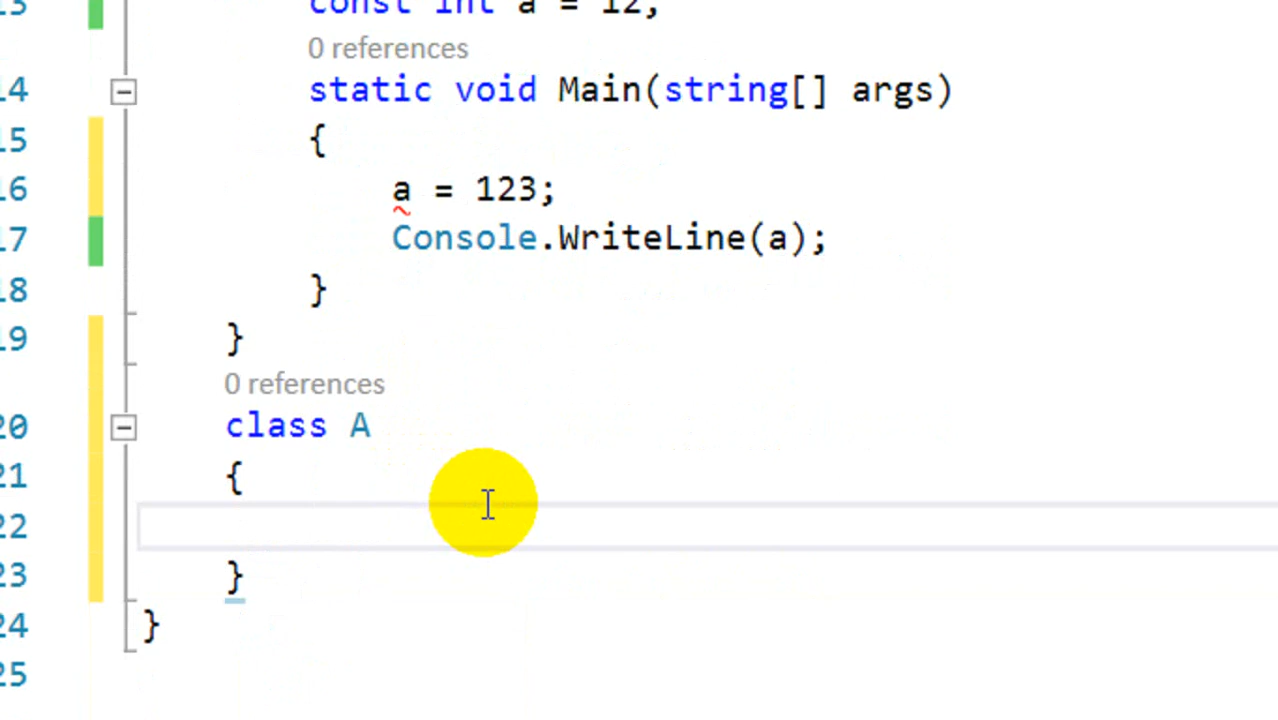 13 const int a = 12;
0 references
14 static void Main(string[] args)
15 {
16 a = 123;
17 Console.WriteLine(a);
18 }
19 }
0 references
20 class A
21 {
22
23 }
24 }
25